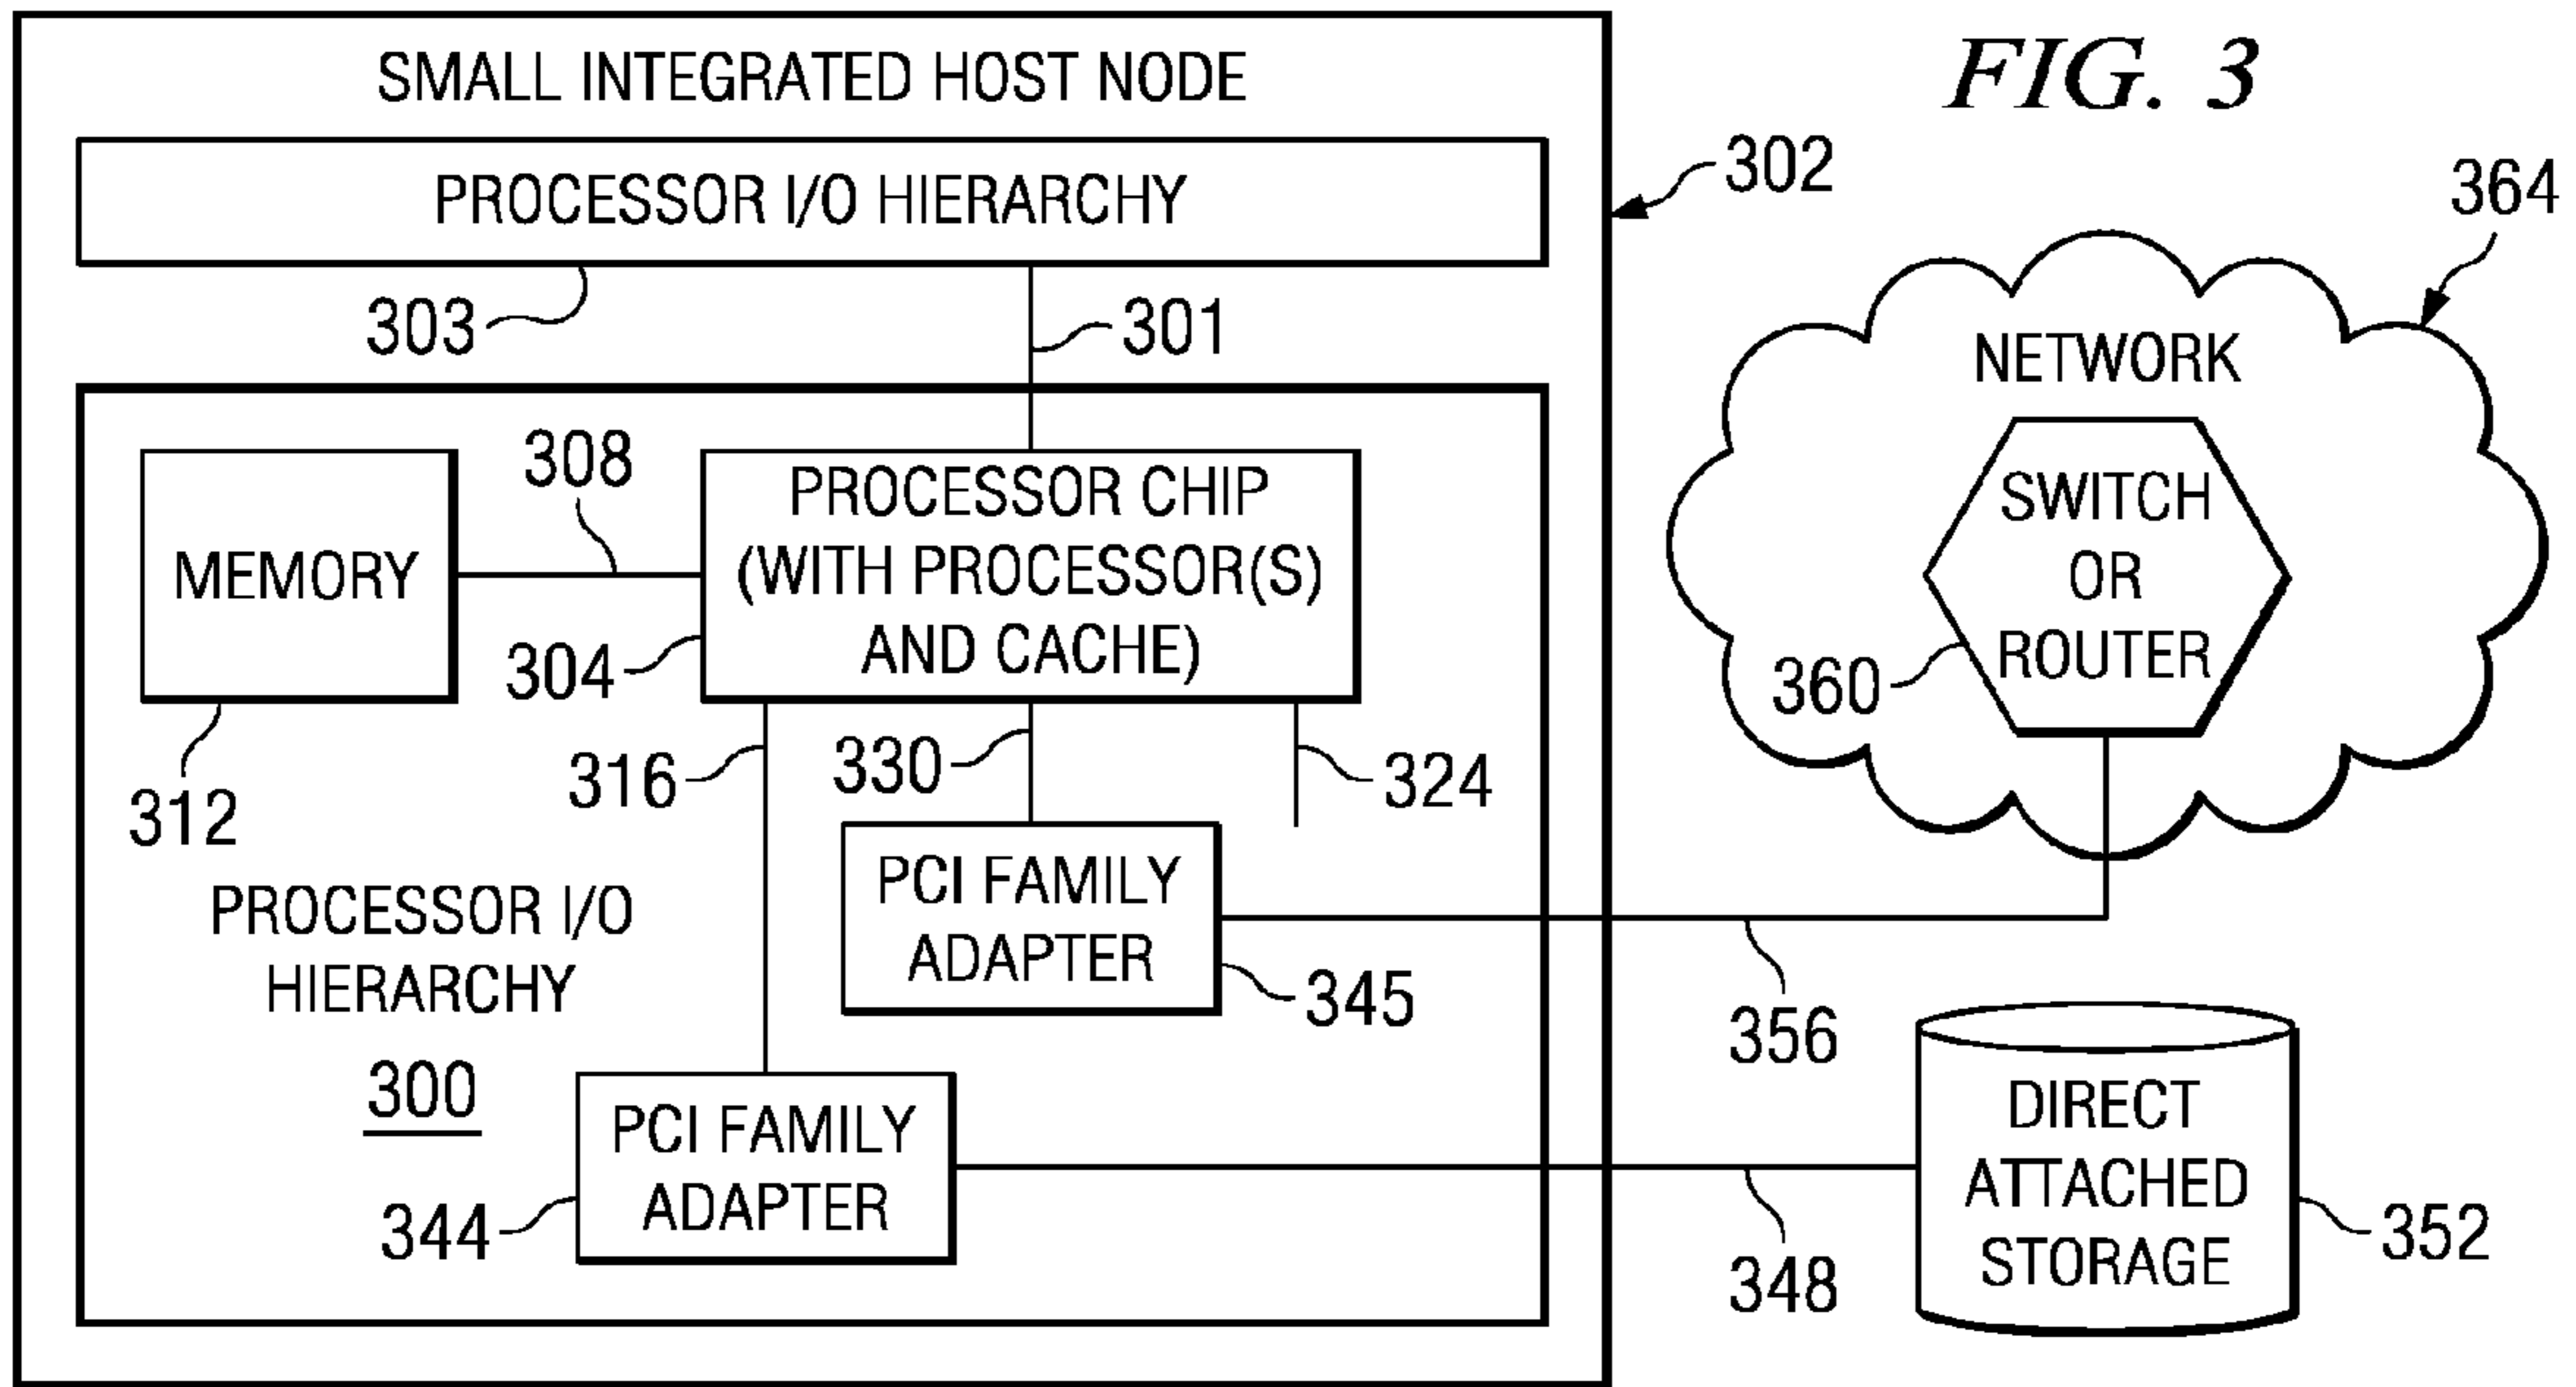 FIG. 3
SMALL INTEGRATED HOST NODE
PROCESSOR I/O HIERARCHY
302
364
303
301
NETWORK
308
MEMORY
PROCESSOR CHIP
(WITH PROCESSOR(S)
AND CACHE)
304
SWITCH
OR
ROUTER
360
312
316
330
324
PROCESSOR I/O
HIERARCHY
300
PCI FAMILY
ADAPTER
345
356
PCI FAMILY
ADAPTER
344
348
DIRECT
ATTACHED
STORAGE
352